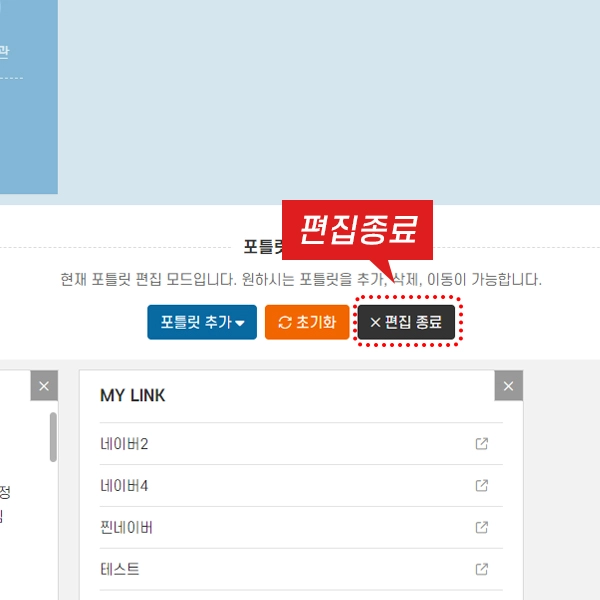 관
편집종료
포틀릿
현재 포틀릿 편집 모드입니다. 원하시는 포틀릿을 추가, 삭제, 이동이 가능합니다.
포틀릿 추가
초기화
편집 종료
MY LINK
네이버2
정
네이버4
찐네이버
테스트